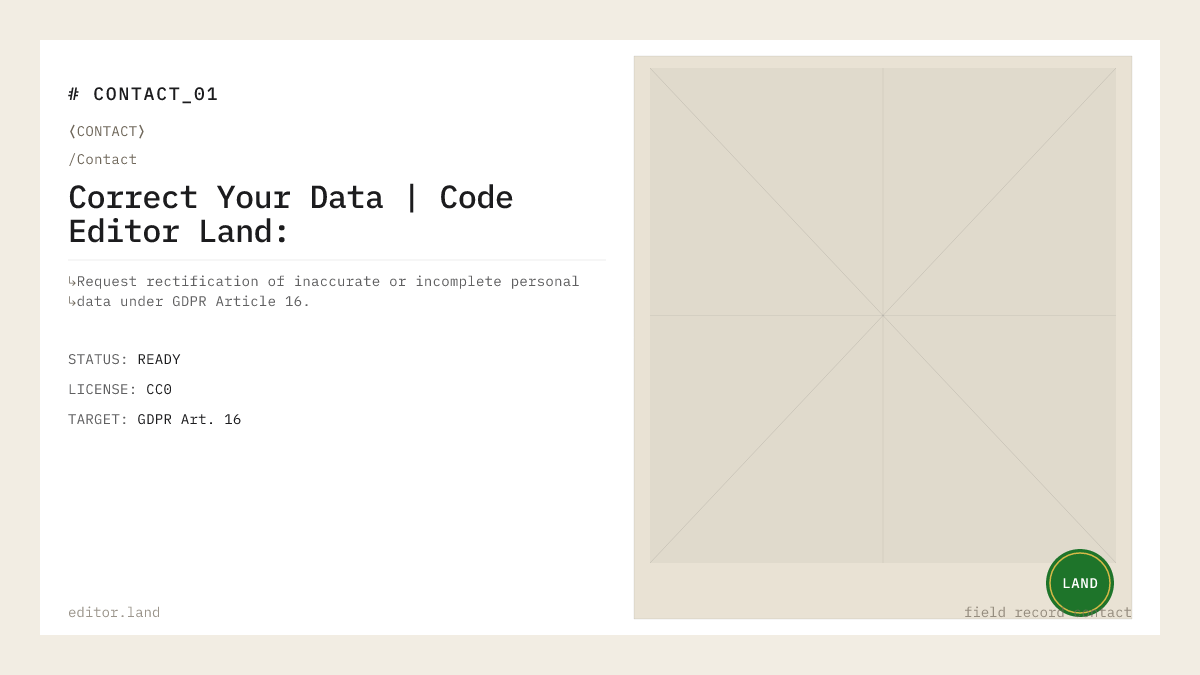 # CONTACT_01
⟨CONTACT⟩
/Contact
Correct Your Data | Code
Editor Land:
↳Request rectification of inaccurate or incomplete personal
↳data under GDPR Article 16.
STATUS: READY
LICENSE: CC0
TARGET: GDPR Art. 16
LAND
editor.land
field record contact